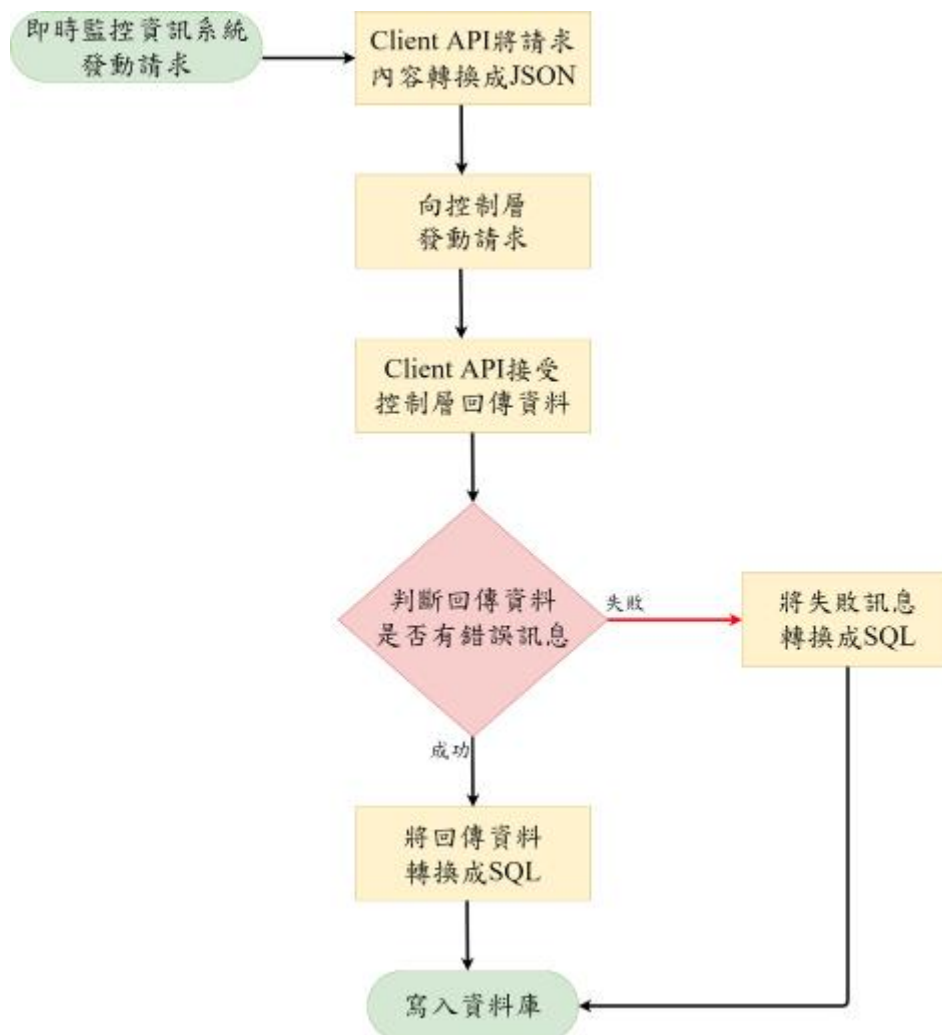 即時監控資訊系統
發動請求
Client API將請求
內容轉換成JSON
向控制層
發動請求
Client API接受
控制層回傳資料
判斷回傳資料
是否有錯誤訊息
失敗
將失敗訊息
轉換成SQL
成功
將回傳資料
轉換成SQL
寫入資料庫